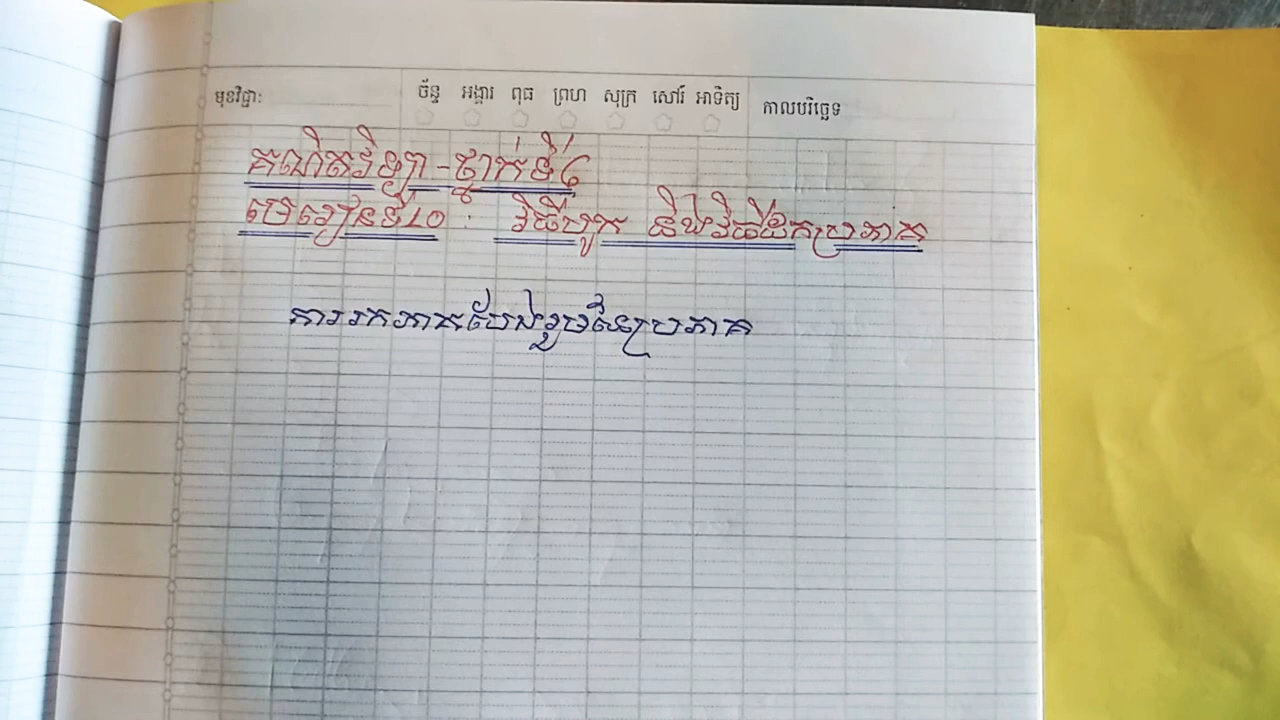 មុខវិជ្ជា: ច័ន្ទ អង្គារ ពុធ ព្រហ សុក្រ សៅរ៍ អាទិត្យ កាលបរិច្ឆេទ
គណិតវិទ្យា - ថ្នាក់ទី៤
មេរៀនទី២០ : វិធីបូក និងវិធីដកប្រភាគ
ការរកភាគបែងរួមនៃប្រភាគ